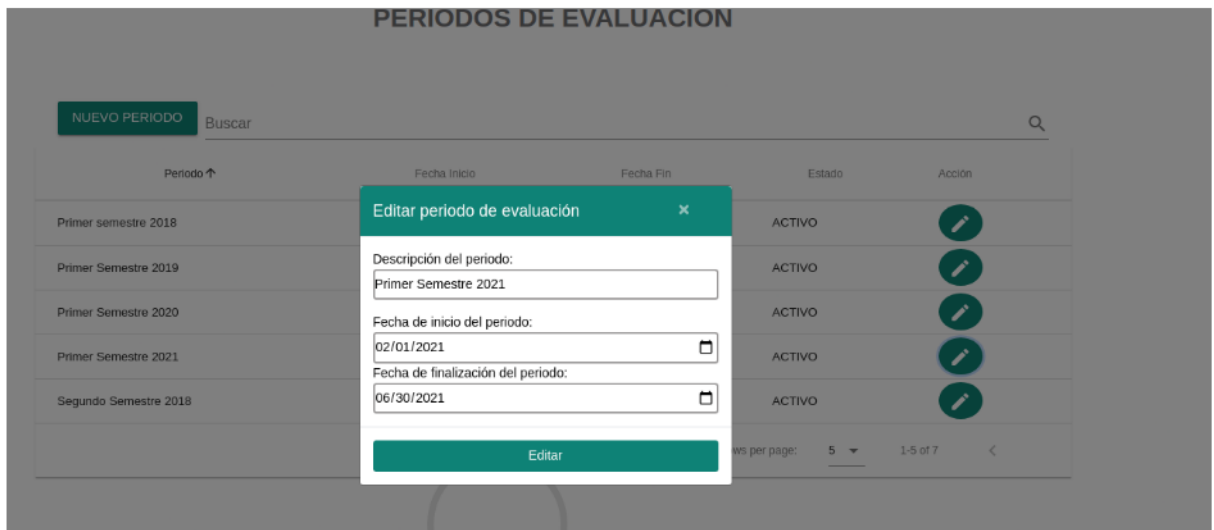 PERIODOS DE EVALUACIÓN
NUEVO PERIODO
Buscar
Periodo Fecha Inicio Fecha Fin Estado Acción
Editar periodo de evaluación ×
Primer semestre 2018 ACTIVO
Descripción del periodo:
Primer Semestre 2019 ACTIVO
Primer Semestre 2021
Primer Semestre 2020 ACTIVO
Fecha de inicio del periodo:
02/01/2021
Primer Semestre 2021 ACTIVO
Fecha de finalización del periodo:
06/30/2021
Segundo Semestre 2018 ACTIVO
Editar
per page: 5 1-5 of 7